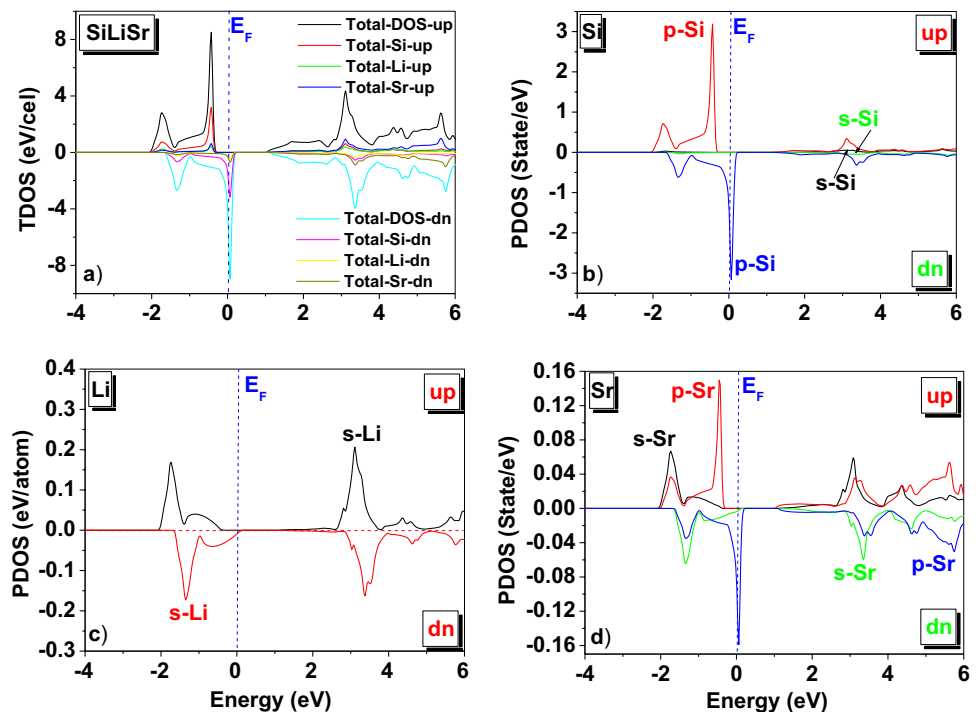 SiLiSr
E_F
Total-DOS-up
Total-Si-up
Total-Li-up
Total-Sr-up
Total-DOS-dn
Total-Si-dn
Total-Li-dn
Total-Sr-dn
TDOS (eV/cel)
8
4
0
-4
-8
a)
-4 -2 0 2 4 6
Si
p-Si
E_F
up
s-Si
s-Si
p-Si
dn
PDOS (State/eV)
3
2
1
0
-1
-2
-3
b)
-4 -2 0 2 4 6
Li
E_F
up
s-Li
s-Li
dn
PDOS (eV/atom)
0.4
0.3
0.2
0.1
0.0
-0.1
-0.2
-0.3
c)
-4 -2 0 2 4 6
Energy (eV)
Sr
p-Sr
E_F
up
s-Sr
s-Sr
p-Sr
dn
PDOS (State/eV)
0.16
0.12
0.08
0.04
0.00
-0.04
-0.08
-0.12
-0.16
d)
-4 -2 0 2 4 6
Energy (eV)